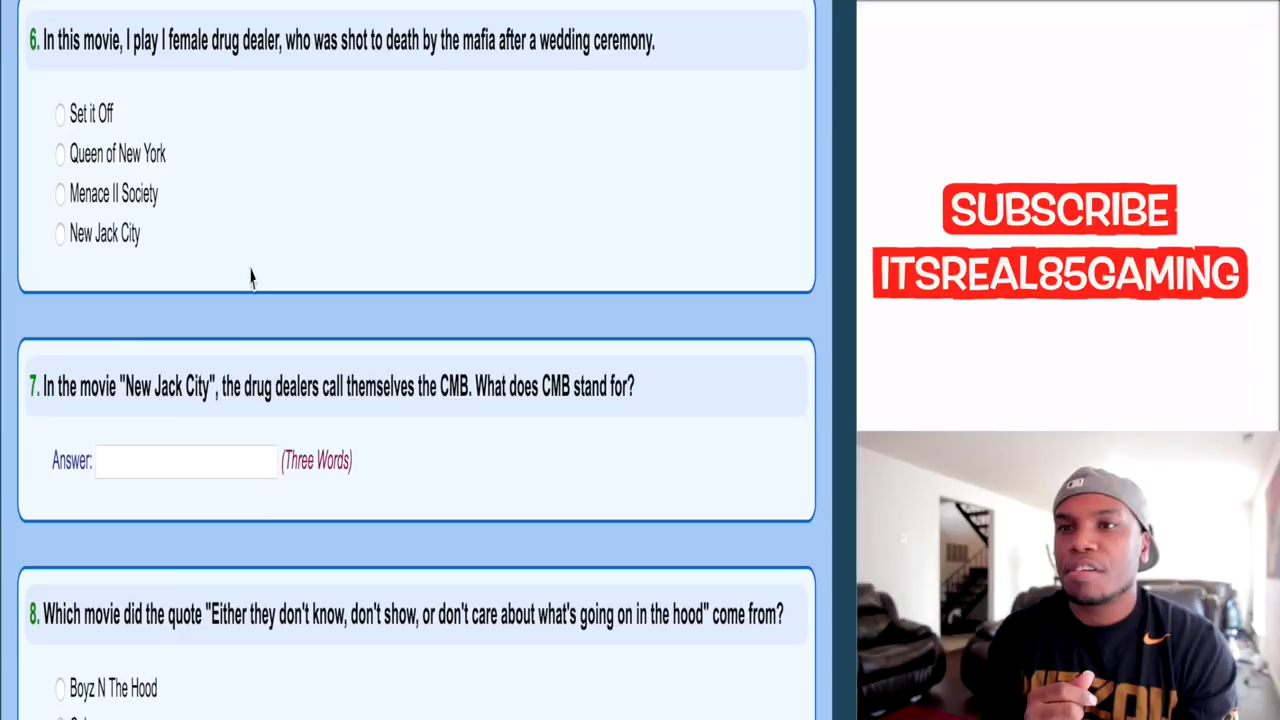 6. In this movie, I play I female drug dealer, who was shot to death by the mafia after a wedding ceremony.
Set it Off
Queen of New York
Menace II Society
New Jack City
7. In the movie "New Jack City", the drug dealers call themselves the CMB. What does CMB stand for?
Answer: (Three Words)
8. Which movie did the quote "Either they don't know, don't show, or don't care about what's going on in the hood" come from?
Boyz N The Hood
SUBSCRIBE
ITSREAL85GAMING